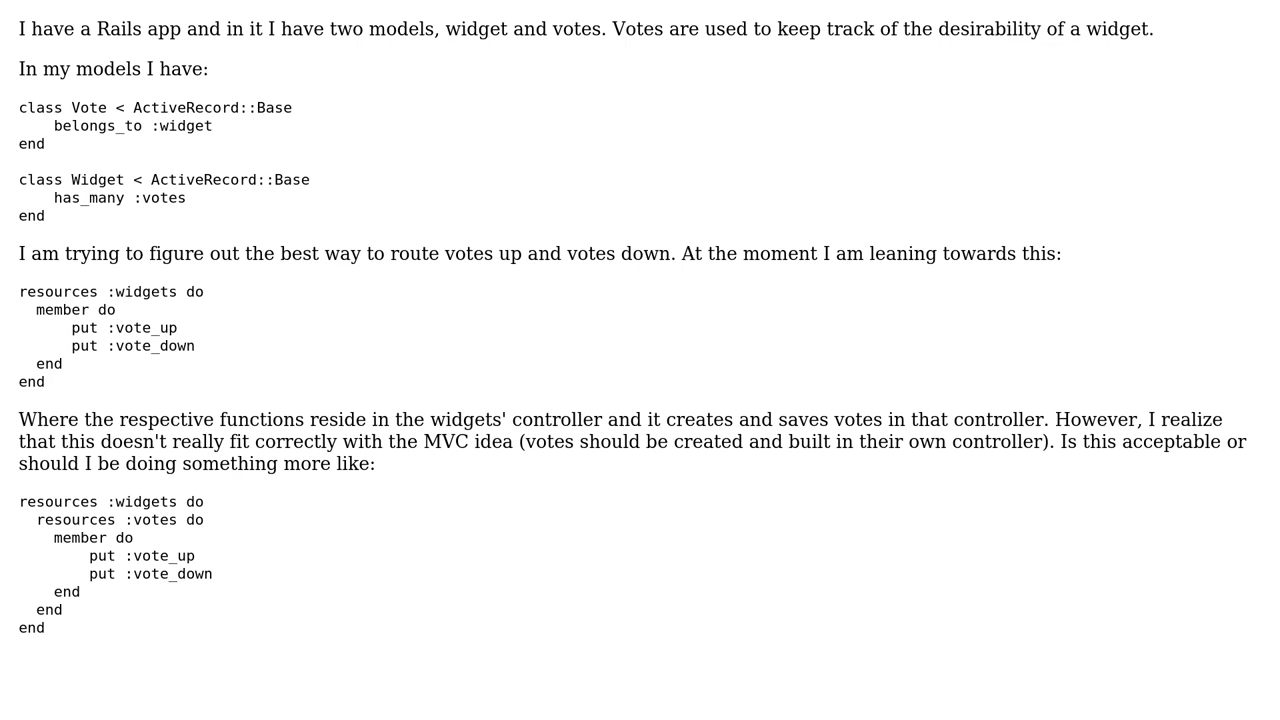 I have a Rails app and in it I have two models, widget and votes. Votes are used to keep track of the desirability of a widget.
In my models I have:
class Vote < ActiveRecord::Base
    belongs_to :widget
end
class Widget < ActiveRecord::Base
    has_many :votes
end
I am trying to figure out the best way to route votes up and votes down. At the moment I am leaning towards this:
resources :widgets do
  member do
      put :vote_up
      put :vote_down
  end
end
Where the respective functions reside in the widgets' controller and it creates and saves votes in that controller. However, I realize
that this doesn't really fit correctly with the MVC idea (votes should be created and built in their own controller). Is this acceptable or
should I be doing something more like:
resources :widgets do
  resources :votes do
    member do
        put :vote_up
        put :vote_down
    end
  end
end